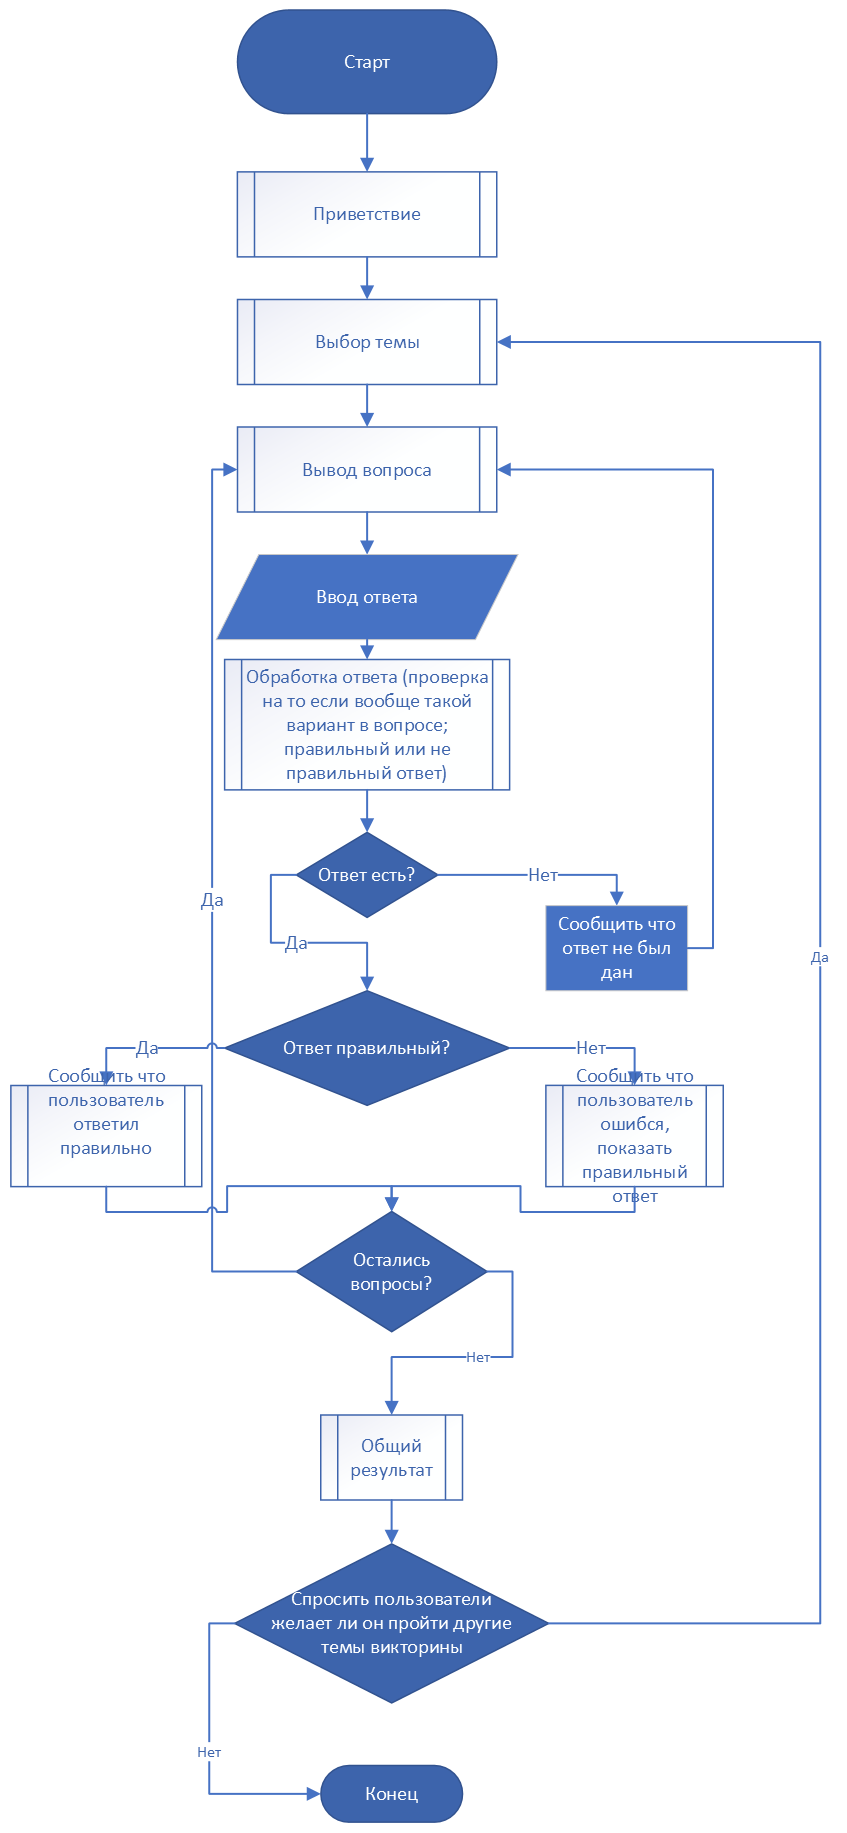 Старт
Приветствие
Выбор темы
Вывод вопроса
Ввод ответа
Обработка ответа (проверка
на то если вообще такой
вариант в вопросе;
правильный или не
правильный ответ)
Ответ есть?
Нет
Да
Сообщить что
ответ не был
дан
Да
Да
Ответ правильный?
Да
Нет
Сообщить что
пользователь
ответил
правильно
Сообщить что
пользователь
ошибся,
показать
правильный
ответ
Остались
вопросы?
Нет
Общий
результат
Спросить пользователи
желает ли он пройти другие
темы викторины
Нет
Конец